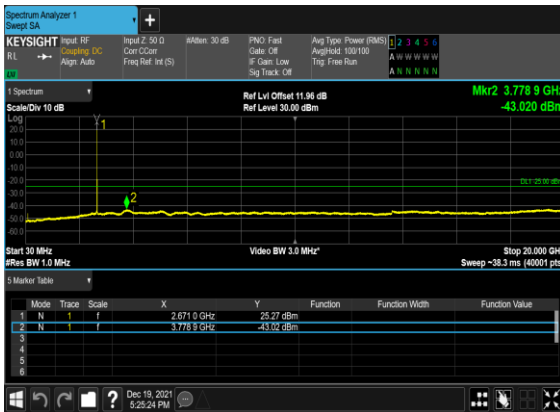 Spectrum Analyzer 1
Swept SA
KEYSIGHT Input: RF Input Z: 50 Ω #Atten: 30 dB PNO: Fast Avg Type: Power (RMS) 1 2 3 4 5 6
RL Coupling: DC Corr CCorr Gate: Off Avg|Hold: 100/100 A W W W W W
Align: Auto Freq Ref: Int (S) IF Gain: Low Trig: Free Run
Sig Track: Off A N N N N N
1 Spectrum Ref Lvl Offset 11.96 dB Mkr2 3.778 9 GHz
Scale/Div 10 dB Ref Level 30.00 dBm -43.020 dBm
Log
20.0
10.0
0.00
-10.0
-20.0
-30.0
-40.0
-50.0
-60.0
1
2
DL1 -25.00 dBm
Start 30 MHz Video BW 3.0 MHz* Stop 20.000 GHz
#Res BW 1.0 MHz Sweep ~38.3 ms (40001 pts)
5 Marker Table
Mode Trace Scale X Y Function Function Width Function Value
1 N 1 f 2.671 0 GHz 25.27 dBm
2 N 1 f 3.778 9 GHz -43.02 dBm
3
4
5
6
? Dec 19, 2021
5:25:24 PM